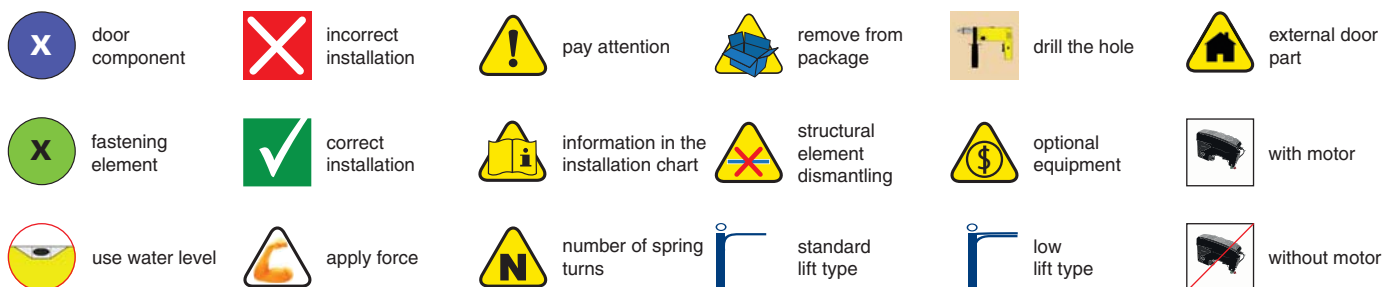 X
door
component
incorrect
installation
!
pay attention
remove from
package
drill the hole
external door
part
X
fastening
element
correct
installation
i
information in the
installation chart
structural
element
dismantling
$
optional
equipment
with motor
use water level
apply force
N
number of spring
turns
standard
lift type
low
lift type
without motor